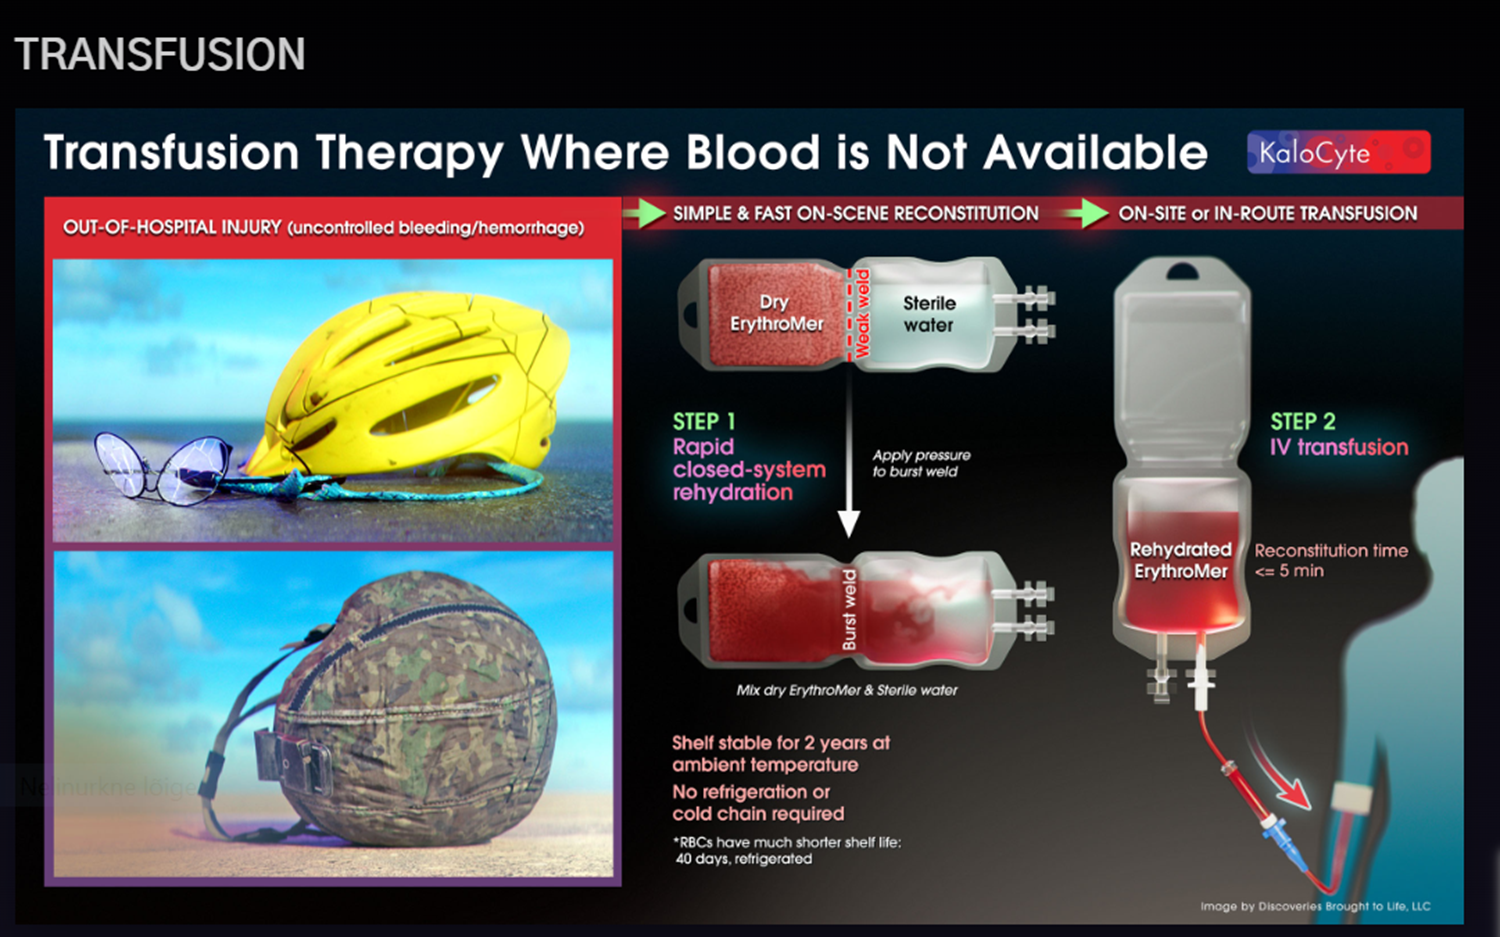 TRANSFUSION
Transfusion Therapy Where Blood is Not Available
KaloCyte
OUT-OF-HOSPITAL INJURY (uncontrolled bleeding/hemorrhage)
SIMPLE & FAST ON-SCENE RECONSTITUTION
ON-SITE or IN-ROUTE TRANSFUSION
Dry
ErythroMer
Weak weld
Sterile
water
STEP 1
Rapid
closed-system
rehydration
Apply pressure
to burst weld
Burst weld
Mix dry ErythroMer & Sterile water
Shelf stable for 2 years at
ambient temperature
No refrigeration or
cold chain required
*RBCs have much shorter shelf life:
40 days, refrigerated
STEP 2
IV transfusion
Rehydrated
ErythroMer
Reconstitution time
<= 5 min
Nelinurkne lõige
Image by Discoveries Brought to Life, LLC